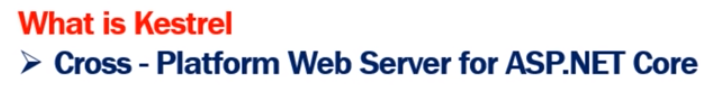 What is Kestrel
➢ Cross - Platform Web Server for ASP.NET Core